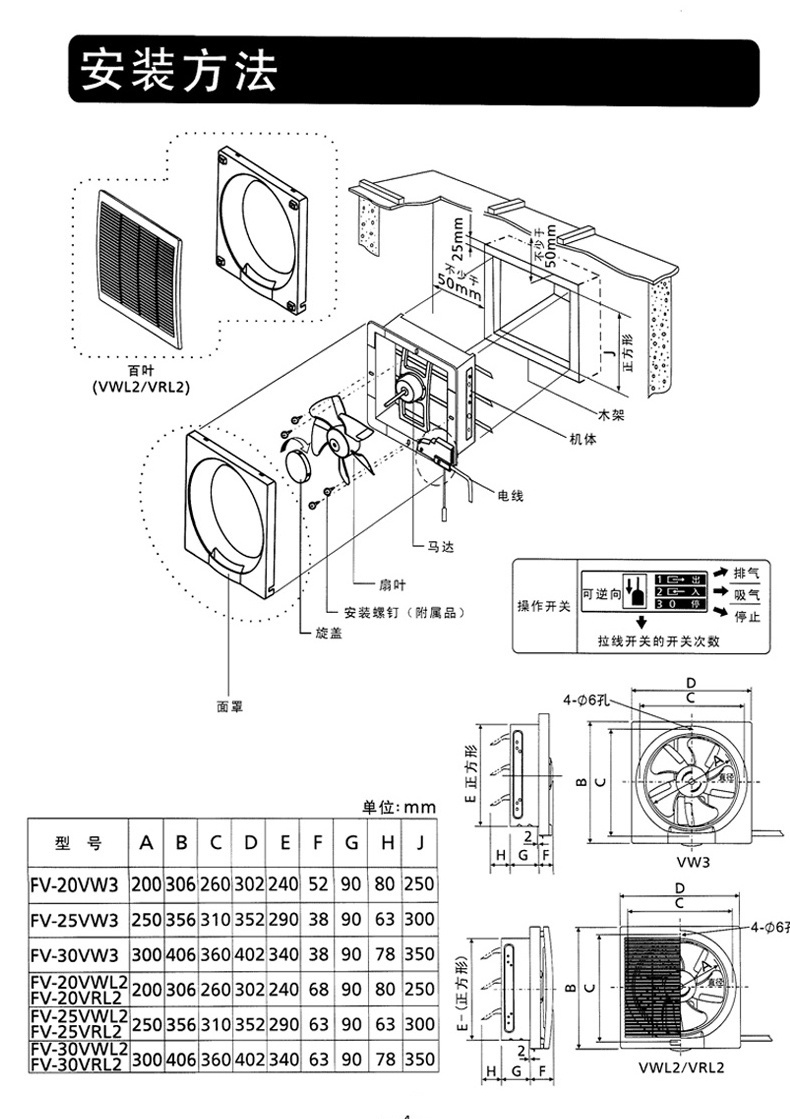 安装方法
25mm
不少于
50mm
不少于
50mm
J
正方形
百叶
(VWL2/VRL2)
木架
机体
电线
马达
扇叶
安装螺钉（附属品）
旋盖
面罩
操作开关
可逆向
1 出
2 入
3 0 停
排气
吸气
停止
拉线开关的开关次数
D
C
4-Ø6孔
E 正方形
B
C
A
直径
2
H G F
VW3
单位: mm
型 号 A B C D E F G H J
FV-20VW3 200 306 260 302 240 52 90 80 250
FV-25VW3 250 356 310 352 290 38 90 63 300
FV-30VW3 300 406 360 402 340 38 90 78 350
FV-20VWL2
FV-20VRL2 200 306 260 302 240 68 90 80 250
FV-25VWL2
FV-25VRL2 250 356 310 352 290 63 90 63 300
FV-30VWL2
FV-30VRL2 300 406 360 402 340 63 90 78 350
D
C
4-Ø6孔
E-(正方形)
B
C
A
直径
2
H G F
VWL2/VRL2